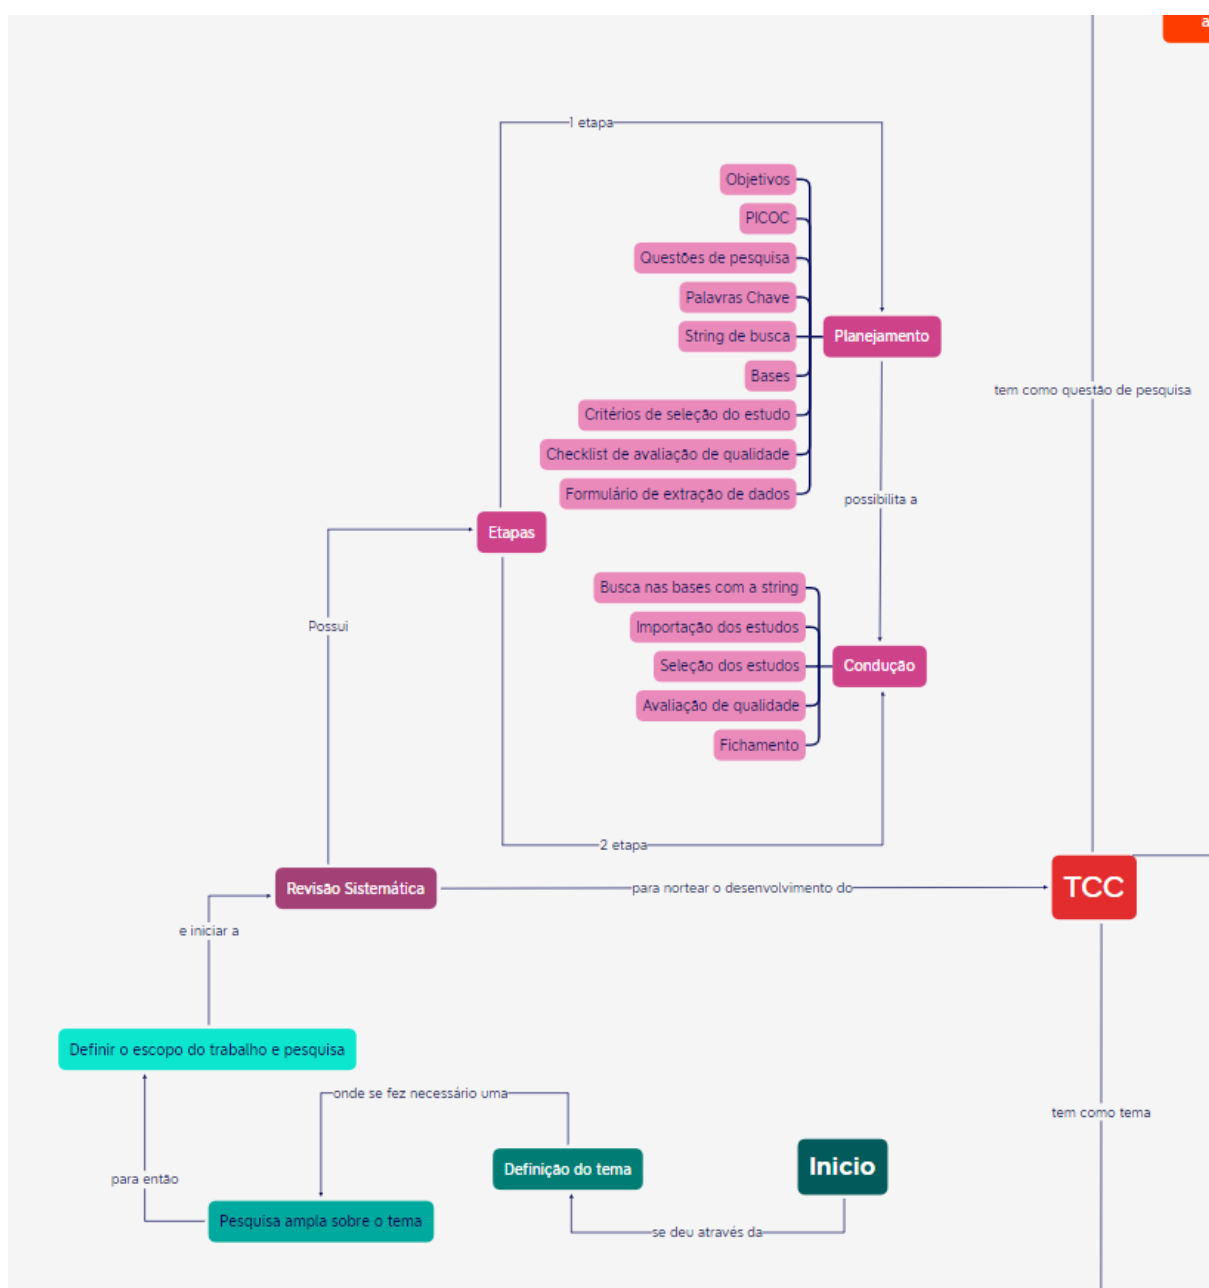 a
1 etapa
Objetivos
PICOC
Questões de pesquisa
Palavras Chave
String de busca
Planejamento
Bases
tem como questão de pesquisa
Critérios de seleção do estudo
Checklist de avaliação de qualidade
Formulário de extração de dados
possibilita a
Etapas
Busca nas bases com a string
Possui
Importação dos estudos
Seleção dos estudos
Condução
Avaliação de qualidade
Fichamento
2 etapa
Revisão Sistemática
para nortear o desenvolvimento do
TCC
e iniciar a
Definir o escopo do trabalho e pesquisa
onde se fez necessário uma
tem como tema
Definição do tema
Inicio
para então
Pesquisa ampla sobre o tema
se deu através da